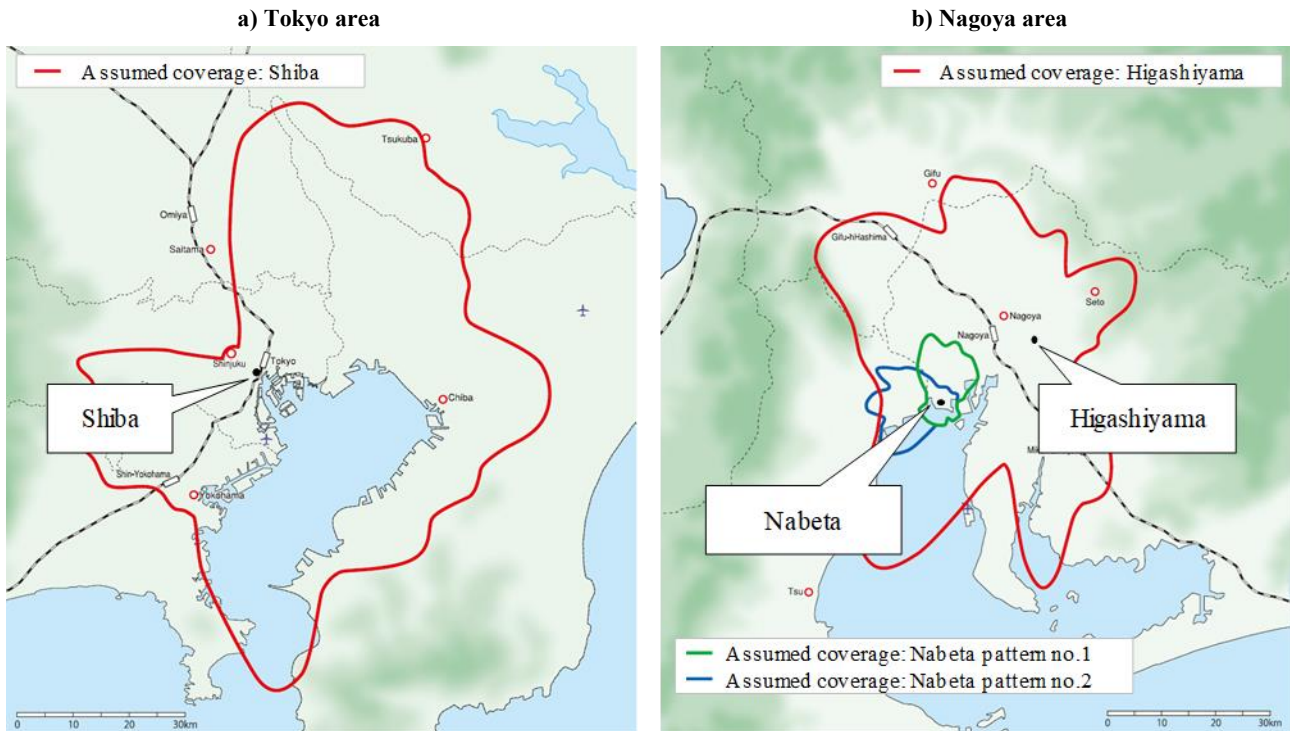 a) Tokyo area
b) Nagoya area
Assumed coverage: Shiba
Tsukuba
Omiya
Saitama
Shinjuku
Tokyo
Shiba
Chiba
Shin-Yokohama
Yokohama
0 10 20 30km
Assumed coverage: Higashiyama
Gifu
Gifu-hHashima
Seto
Nagoya
Nagoya
Higashiyama
Nabeta
Tsu
Assumed coverage: Nabeta pattern no.1
Assumed coverage: Nabeta pattern no.2
0 10 20 30km